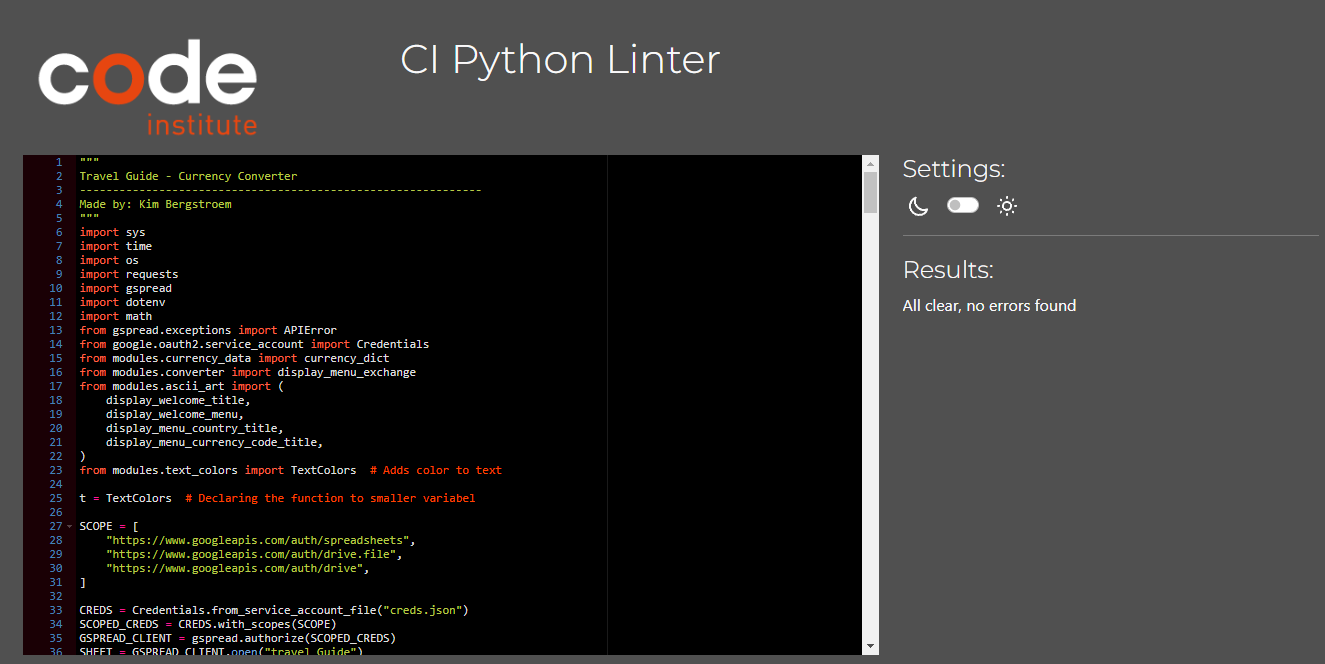 code
institute
CI Python Linter
1 """
2 Travel Guide - Currency Converter
3 -------------------------------------------------------------
4 Made by: Kim Bergstroem
5 """
6 import sys
7 import time
8 import os
9 import requests
10 import gspread
11 import dotenv
12 import math
13 from gspread.exceptions import APIError
14 from google.oauth2.service_account import Credentials
15 from modules.currency_data import currency_dict
16 from modules.converter import display_menu_exchange
17 from modules.ascii_art import (
18     display_welcome_title,
19     display_welcome_menu,
20     display_menu_country_title,
21     display_menu_currency_code_title,
22 )
23 from modules.text_colors import TextColors  # Adds color to text
24
25 t = TextColors  # Declaring the function to smaller variabel
26
27 SCOPE = [
28     "https://www.googleapis.com/auth/spreadsheets",
29     "https://www.googleapis.com/auth/drive.file",
30     "https://www.googleapis.com/auth/drive",
31 ]
32
33 CREDS = Credentials.from_service_account_file("creds.json")
34 SCOPED_CREDS = CREDS.with_scopes(SCOPE)
35 GSPREAD_CLIENT = gspread.authorize(SCOPED_CREDS)
36 SHEET = GSPREAD_CLIENT.open("travel_Guide")
Settings:
Results:
All clear, no errors found